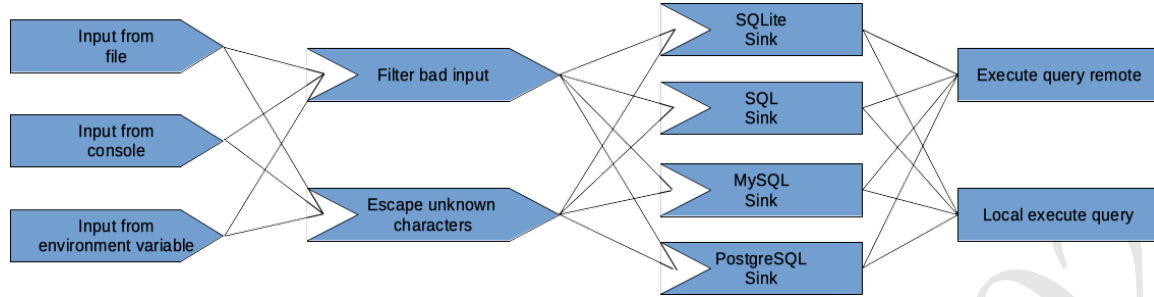 Input from
file
Input from
console
Input from
environment variable
Filter bad input
Escape unknown
characters
SQLite
Sink
SQL
Sink
MySQL
Sink
PostgreSQL
Sink
Execute query remote
Local execute query